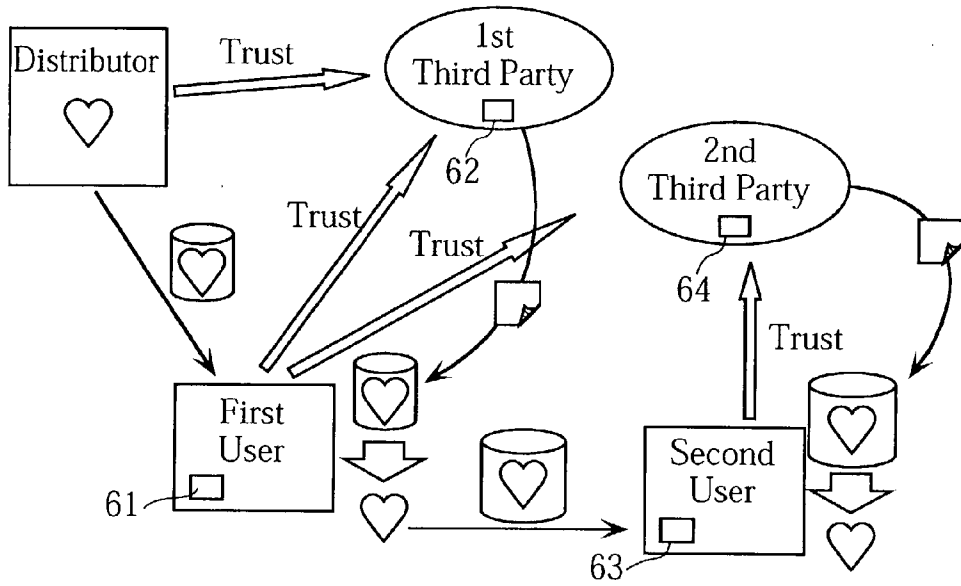 Distributor
Trust
1st
Third Party
62
2nd
Third Party
64
Trust
Trust
Trust
First
User
61
Second
User
63